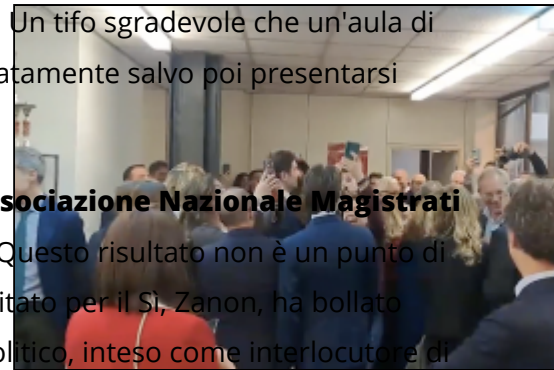 Un tifo sgradevole che un'aula di
atamente salvo poi presentarsi
sociazione Nazionale Magistrati
Questo risultato non è un punto di
itato per il Sì, Zanon, ha bollato
olitico, inteso come interlocutore di